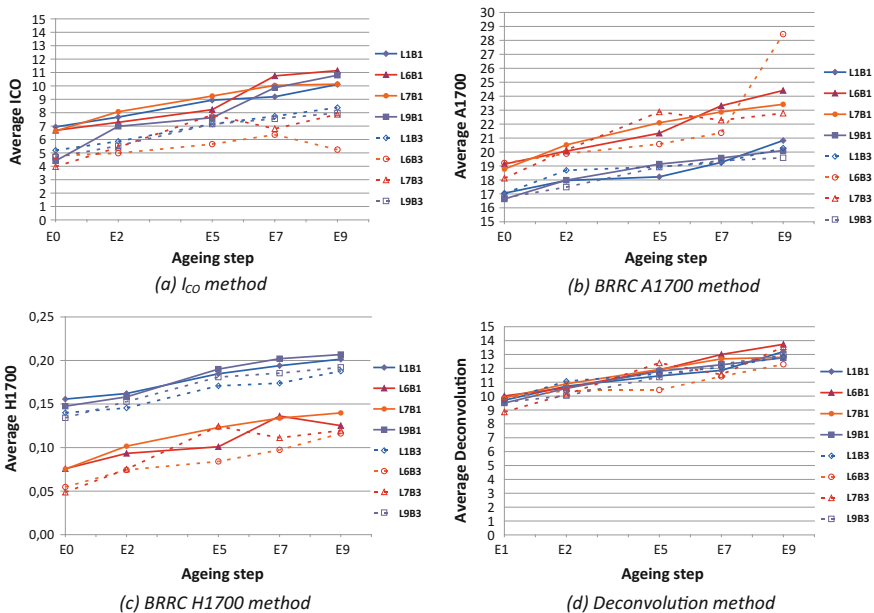 15
14
13
12
11
10
9
8
7
6
5
4
3
2
1
0
Average ICO
E0 E2 E5 E7 E9
Ageing step
L1B1
L6B1
L7B1
L9B1
L1B3
L6B3
L7B3
L9B3
(a) ICO method
30
29
28
27
26
25
24
23
22
21
20
19
18
17
16
15
Average A1700
E0 E2 E5 E7 E9
Ageing step
L1B1
L6B1
L7B1
L9B1
L1B3
L6B3
L7B3
L9B3
(b) BRRC A1700 method
0,25
0,20
0,15
0,10
0,05
0,00
Average H1700
E0 E2 E5 E7 E9
Ageing step
L1B1
L6B1
L7B1
L9B1
L1B3
L6B3
L7B3
L9B3
(c) BRRC H1700 method
15
14
13
12
11
10
9
8
7
6
5
4
3
2
1
0
Average Deconvolution
E1 E2 E5 E7 E9
Ageing step
L1B1
L6B1
L7B1
L9B1
L1B3
L6B3
L7B3
L9B3
(d) Deconvolution method